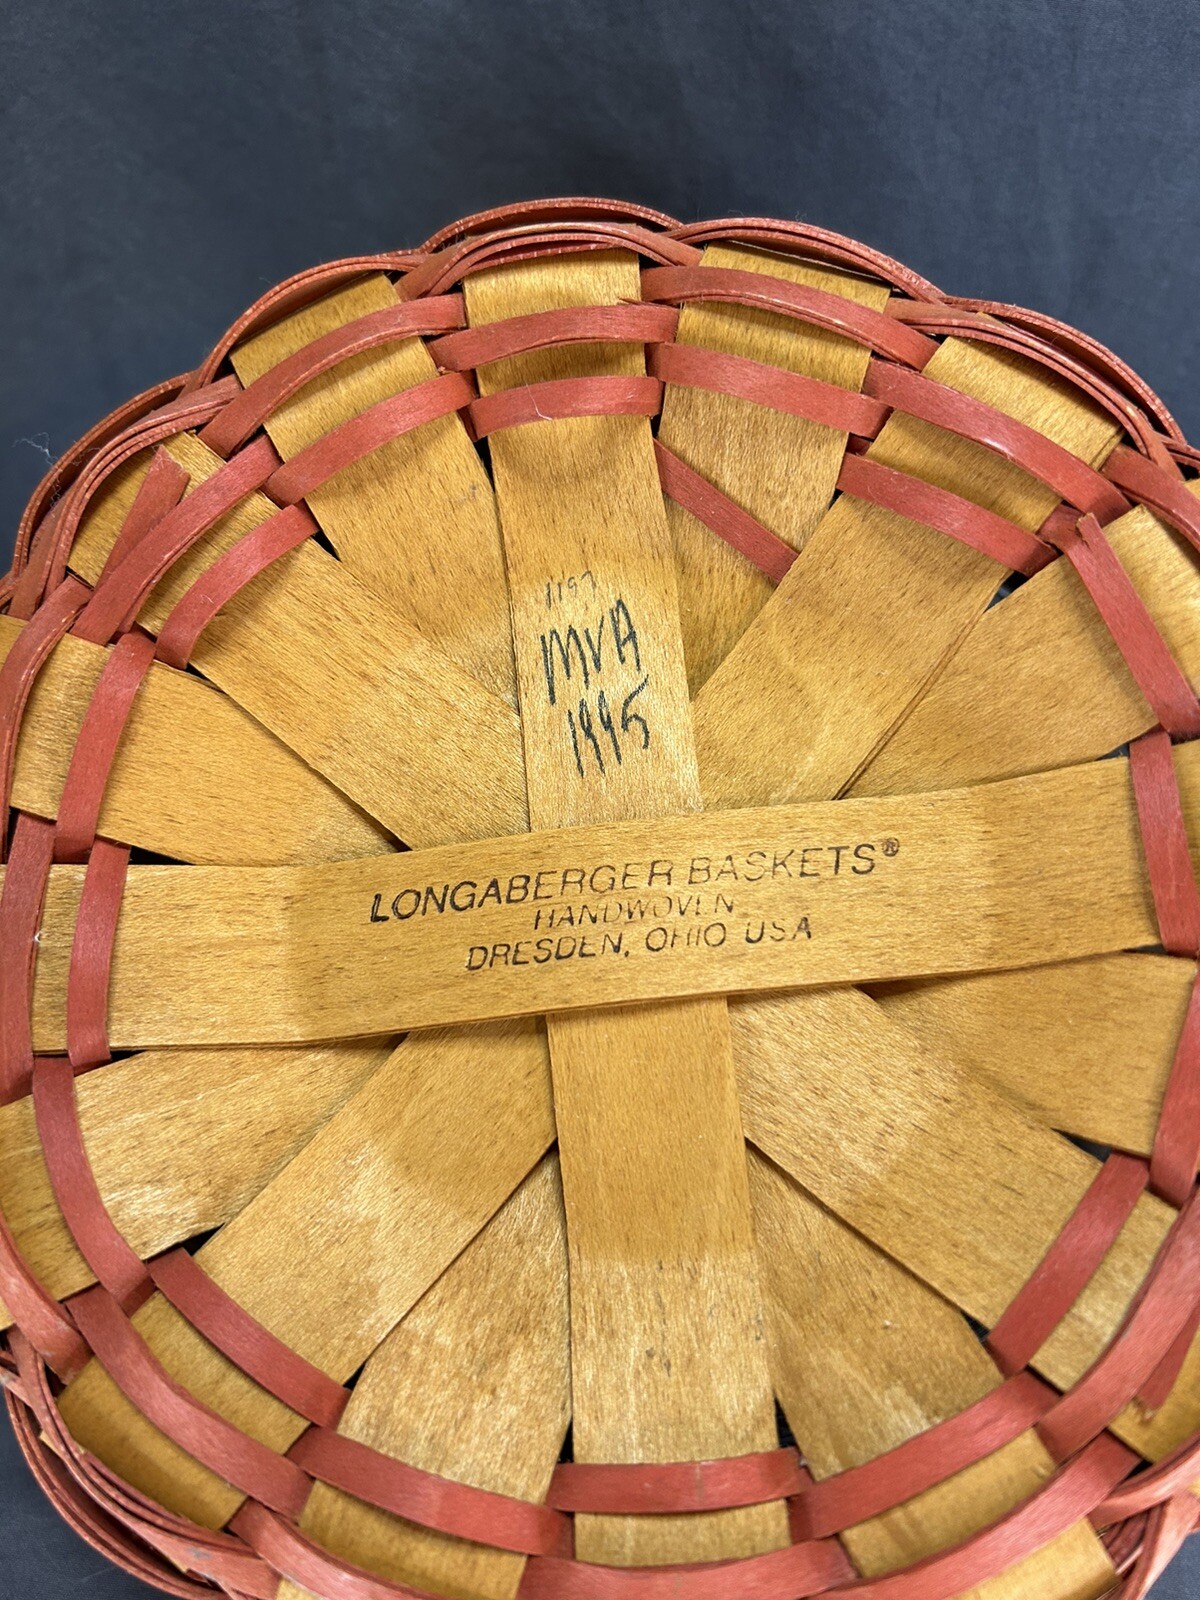 1197
MVA
1995
LONGABERGER BASKETS®
HANDWOVEN
DRESDEN, OHIO USA